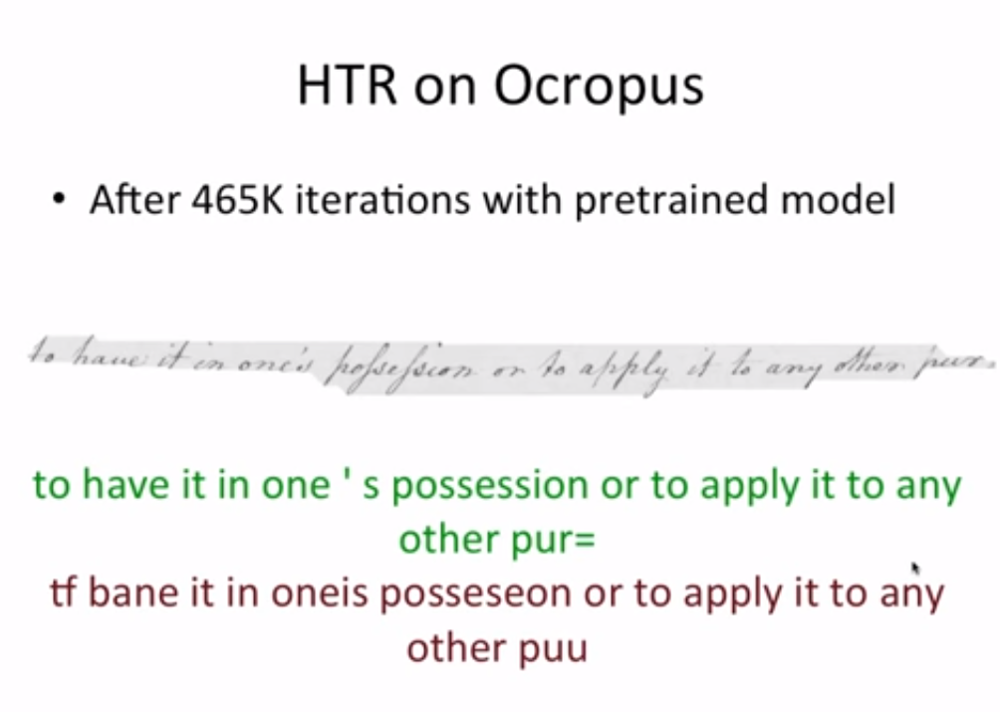 HTR on Ocropus
• After 465K iterations with pretrained model
to have it in one's poſseſsion or to apply it to any other pur=
to have it in one ' s possession or to apply it to any
other pur=
tf bane it in oneis posseseon or to apply it to any
other puu